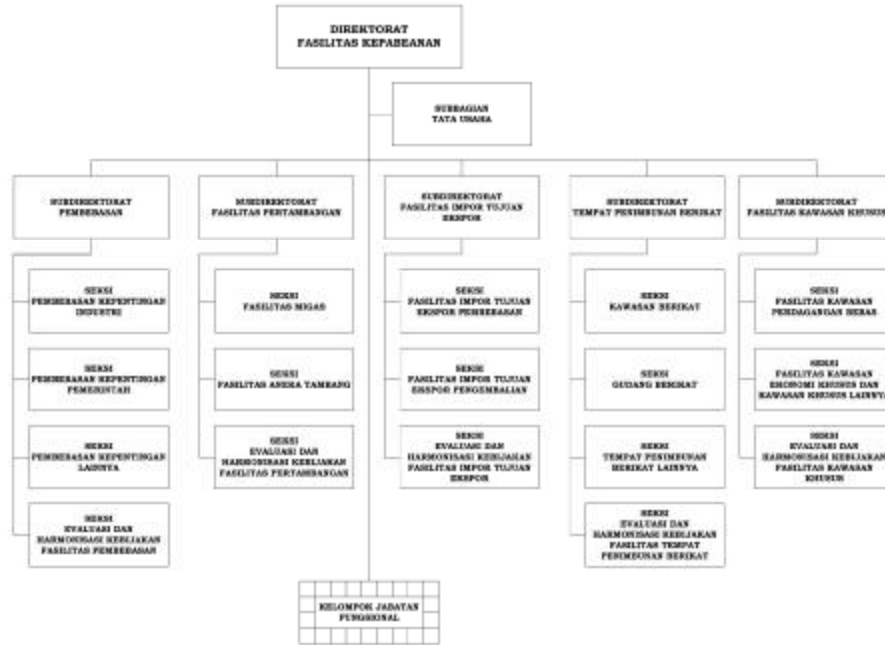 DIREKTORAT
FASILITAS KEPABEANAN
SUBBAGIAN
TATA USAHA
SUBDIREKTORAT
PEMBEBASAN
SUBDIREKTORAT
FASILITAS PERTAMBANGAN
SUBDIREKTORAT
FASILITAS IMPOR TUJUAN
EKSPOR
SUBDIREKTORAT
TEMPAT PENIMBUNAN BERIKAT
SUBDIREKTORAT
FASILITAS KAWASAN KHUSUS
SEKSI
PEMBEBASAN KEPENTINGAN
INDUSTRI
SEKSI
FASILITAS MIGAS
SEKSI
FASILITAS IMPOR TUJUAN
EKSPOR PEMBEBASAN
SEKSI
KAWASAN BERIKAT
SEKSI
FASILITAS KAWASAN
PERDAGANGAN BEBAS
SEKSI
PEMBEBASAN KEPENTINGAN
PEMERINTAH
SEKSI
FASILITAS ANEKA TAMBANG
SEKSI
FASILITAS IMPOR TUJUAN
EKSPOR PENGEMBALIAN
SEKSI
GUDANG BERIKAT
SEKSI
FASILITAS KAWASAN
EKONOMI KHUSUS DAN
KAWASAN KHUSUS LAINNYA
SEKSI
PEMBEBASAN KEPENTINGAN
LAINNYA
SEKSI
EVALUASI DAN
HARMONISASI KEBIJAKAN
FASILITAS PERTAMBANGAN
SEKSI
EVALUASI DAN
HARMONISASI KEBIJAKAN
FASILITAS IMPOR TUJUAN
EKSPOR
SEKSI
TEMPAT PENIMBUNAN
BERIKAT LAINNYA
SEKSI
EVALUASI DAN
HARMONISASI KEBIJAKAN
FASILITAS KAWASAN
KHUSUS
SEKSI
EVALUASI DAN
HARMONISASI KEBIJAKAN
FASILITAS PEMBEBASAN
SEKSI
EVALUASI DAN
HARMONISASI KEBIJAKAN
FASILITAS TEMPAT
PENIMBUNAN BERIKAT
KELOMPOK JABATAN
FUNGSIONAL